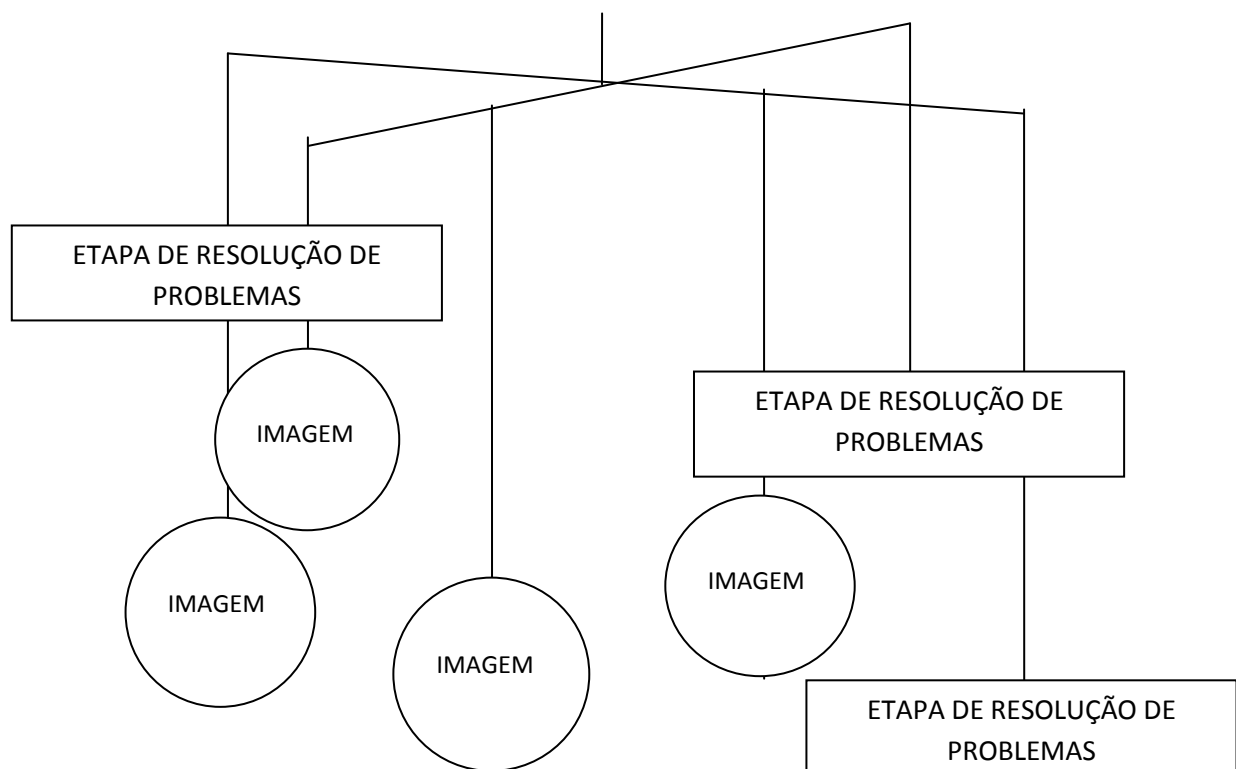 ETAPA DE RESOLUÇÃO DE
PROBLEMAS
IMAGEM
IMAGEM
IMAGEM
ETAPA DE RESOLUÇÃO DE
PROBLEMAS
IMAGEM
ETAPA DE RESOLUÇÃO DE
PROBLEMAS